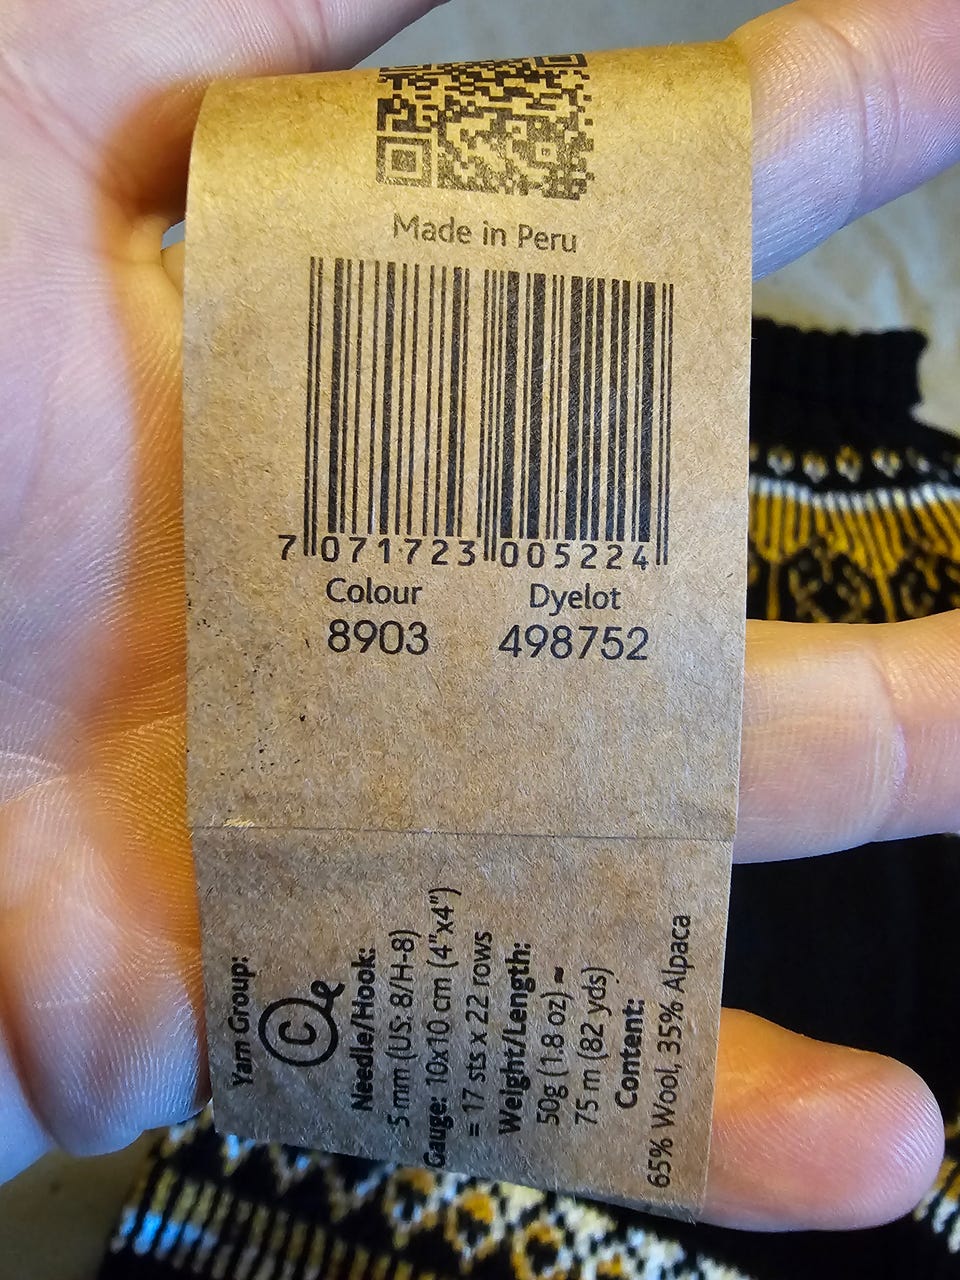 Made in Peru
7 071723 005224
Colour Dyelot
8903 498752
Yarn Group:
C
Needle/Hook:
5 mm (US: 8/H-8)
Gauge: 10x10 cm (4"x4")
= 17 sts x 22 rows
Weight/Length:
50g (1.8 oz) ~
75 m (82 yds)
Content:
65% Wool, 35% Alpaca